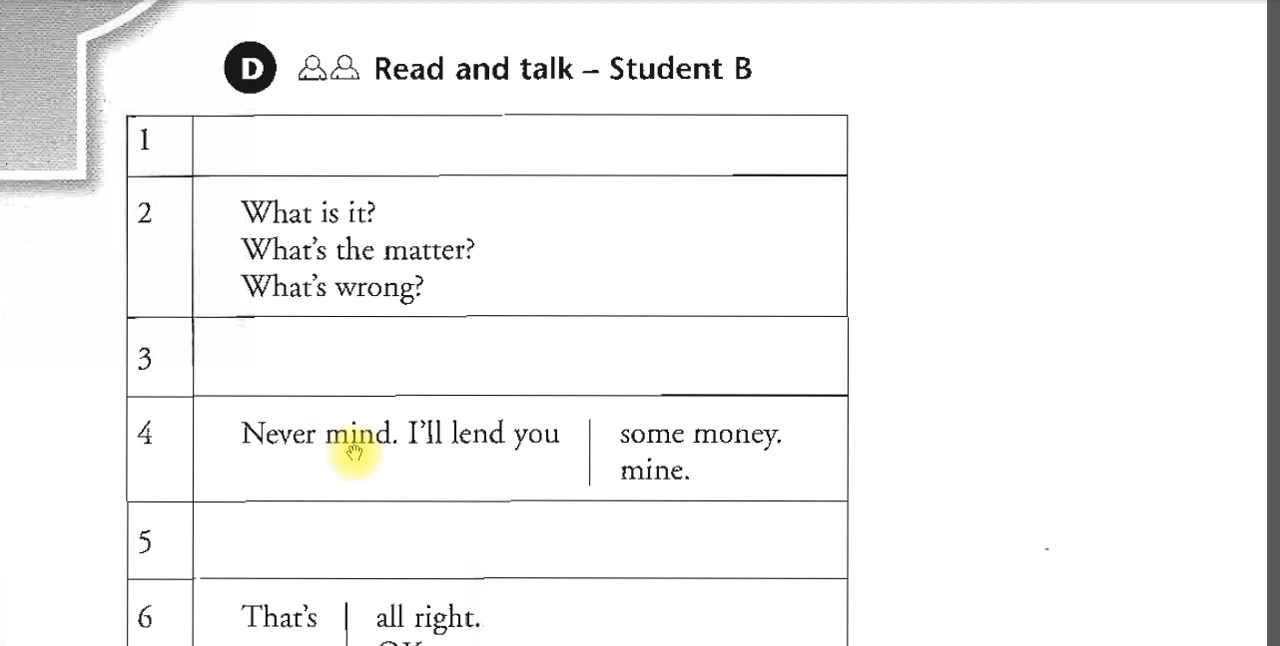 D Read and talk – Student B
1
2 What is it?
What's the matter?
What's wrong?
3
4 Never mind. I'll lend you some money.
mine.
5
6 That's all right.